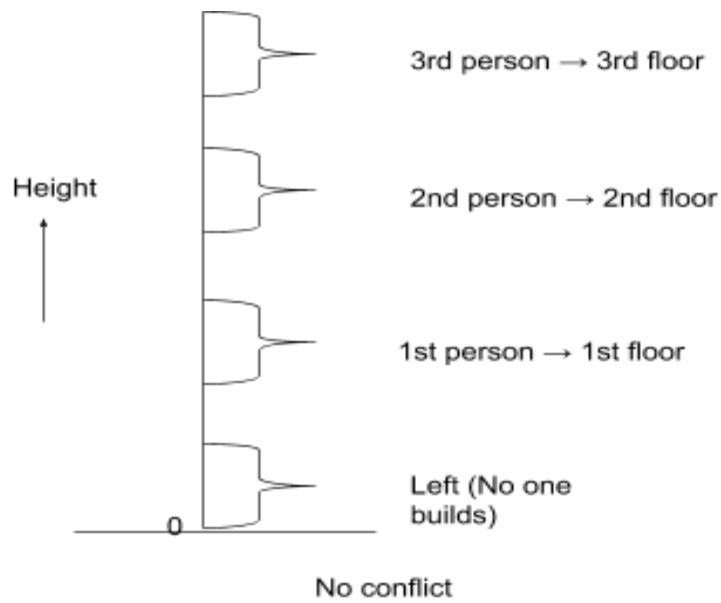 3rd person → 3rd floor
Height
2nd person → 2nd floor
1st person → 1st floor
Left (No one
builds)
0
No conflict